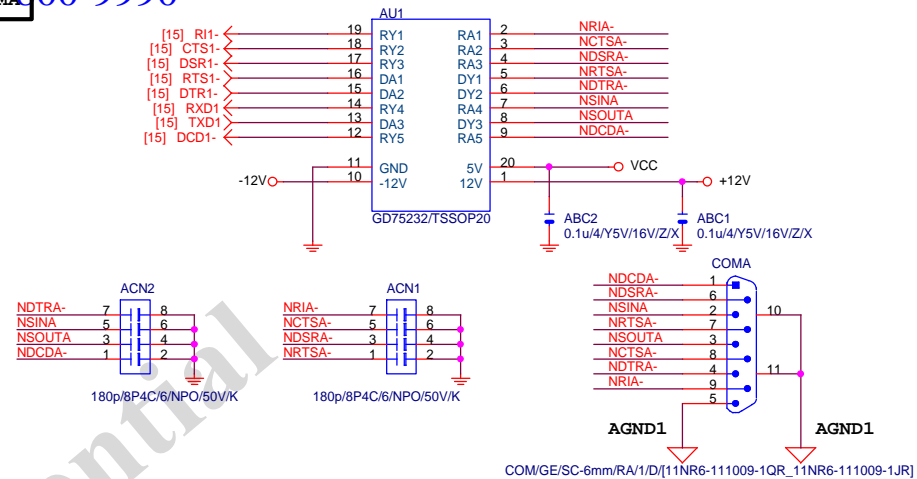 AU1
[15] RI1- 19 RY1 RA1 2 NRIA-
[15] CTS1- 18 RY2 RA2 3 NCTSA-
[15] DSR1- 17 RY3 RA3 4 NDSRA-
[15] RTS1- 16 DA1 DY1 5 NRTSA-
[15] DTR1- 15 DA2 DY2 6 NDTRA-
[15] RXD1 14 RY4 RA4 7 NSINA
[15] TXD1 13 DA3 DY3 8 NSOUTA
[15] DCD1- 12 RY5 RA5 9 NDCDA-
11 GND 5V 20 VCC
-12V 10 -12V 12V 1 +12V
GD75232/TSSOP20
ABC2
0.1u/4/Y5V/16V/Z/X
ABC1
0.1u/4/Y5V/16V/Z/X
ACN2
NDTRA- 7 8
NSINA 5 6
NSOUTA 3 4
NDCDA- 1 2
180p/8P4C/6/NPO/50V/K
ACN1
NRIA- 7 8
NCTSA- 5 6
NDSRA- 3 4
NRTSA- 1 2
180p/8P4C/6/NPO/50V/K
COMA
NDCDA- 1
NDSRA- 6
NSINA 2 10
NRTSA- 7
NSOUTA 3
NCTSA- 8
NDTRA- 4 11
NRIA- 9
5
AGND1 AGND1
COM/GE/SC-6mm/RA/1/D/[11NR6-111009-1QR_11NR6-111009-1JR]